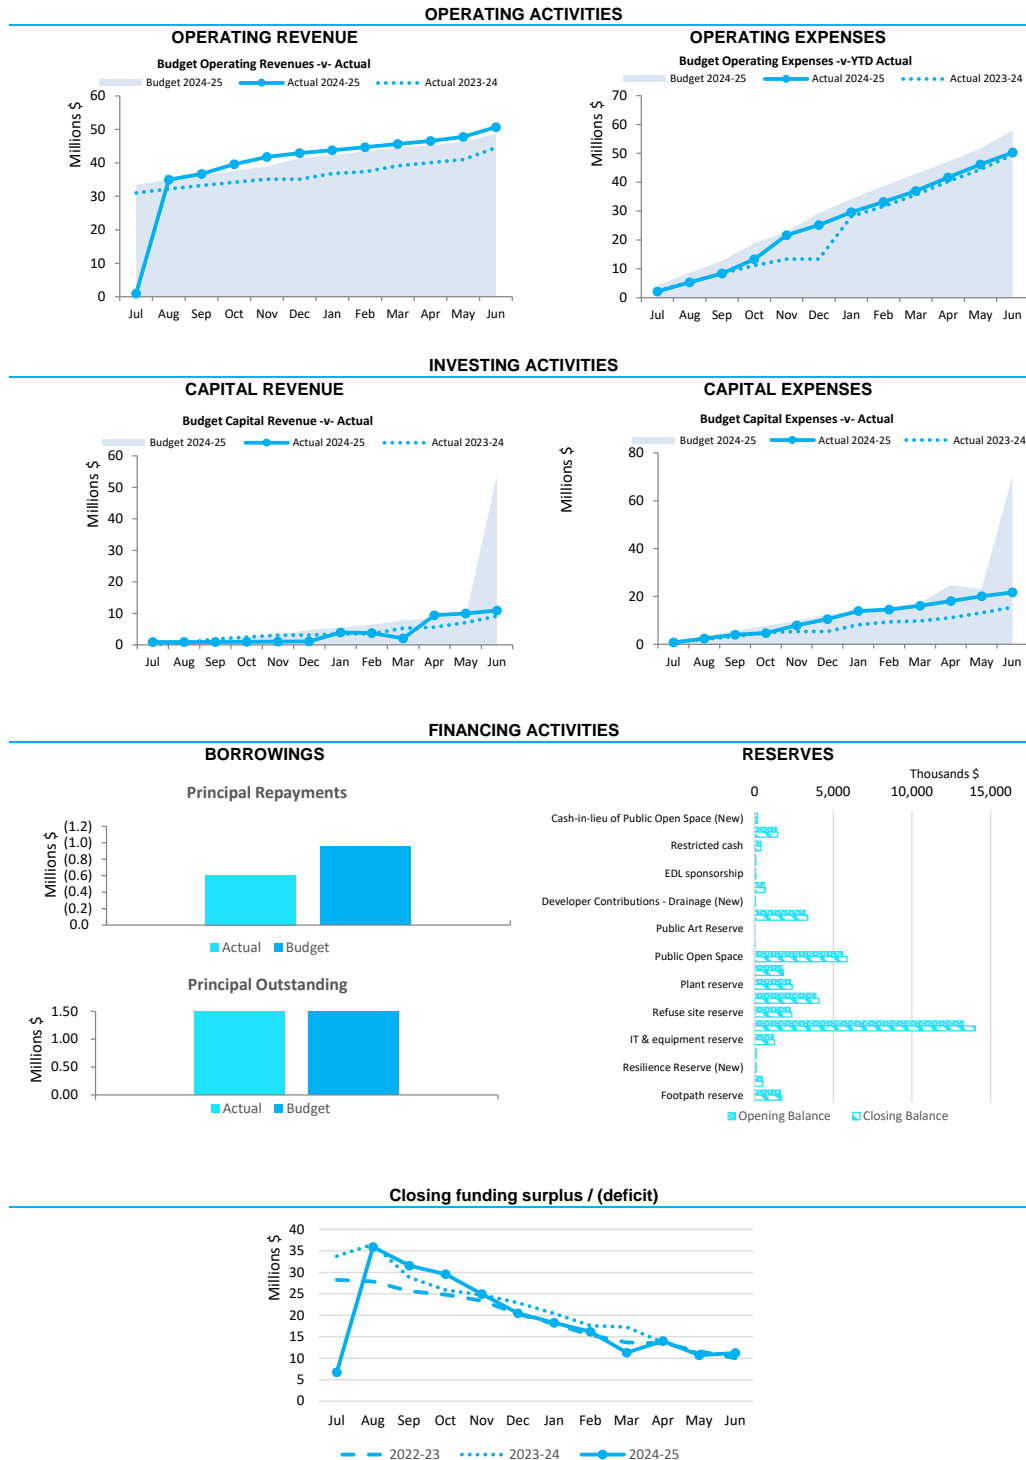 OPERATING ACTIVITIES
OPERATING REVENUE
Budget Operating Revenues -v- Actual
Budget 2024-25 Actual 2024-25 Actual 2023-24
Millions $
60
50
40
30
20
10
0
Jul Aug Sep Oct Nov Dec Jan Feb Mar Apr May Jun
OPERATING EXPENSES
Budget Operating Expenses -v-YTD Actual
Budget 2024-25 Actual 2024-25 Actual 2023-24
Millions $
70
60
50
40
30
20
10
0
Jul Aug Sep Oct Nov Dec Jan Feb Mar Apr May Jun
INVESTING ACTIVITIES
CAPITAL REVENUE
Budget Capital Revenue -v- Actual
Budget 2024-25 Actual 2024-25 Actual 2023-24
Millions $
60
50
40
30
20
10
0
Jul Aug Sep Oct Nov Dec Jan Feb Mar Apr May Jun
CAPITAL EXPENSES
Budget Capital Expenses -v- Actual
Budget 2024-25 Actual 2024-25 Actual 2023-24
Millions $
80
60
40
20
0
Jul Aug Sep Oct Nov Dec Jan Feb Mar Apr May Jun
FINANCING ACTIVITIES
BORROWINGS
Principal Repayments
Millions $
(1.2)
(1.0)
(0.8)
(0.6)
(0.4)
(0.2)
0.0
Actual Budget
Principal Outstanding
Millions $
1.50
1.00
0.50
0.00
Actual Budget
RESERVES
Thousands $
0 5,000 10,000 15,000
Cash-in-lieu of Public Open Space (New)
Restricted cash
EDL sponsorship
Developer Contributions - Drainage (New)
Public Art Reserve
Public Open Space
Plant reserve
Refuse site reserve
IT & equipment reserve
Resilience Reserve (New)
Footpath reserve
Opening Balance Closing Balance
Closing funding surplus / (deficit)
Millions $
40
35
30
25
20
15
10
5
0
Jul Aug Sep Oct Nov Dec Jan Feb Mar Apr May Jun
2022-23 2023-24 2024-25